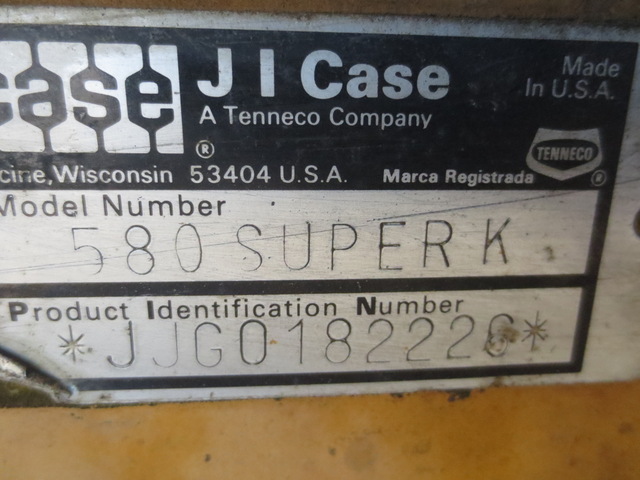 case
J I Case
A Tenneco Company
®
Made
In U.S.A.
TENNECO
®
cine, Wisconsin 53404 U.S.A. Marca Registrada
Model Number
580 SUPER K
Product Identification Number
*JJG0182226*